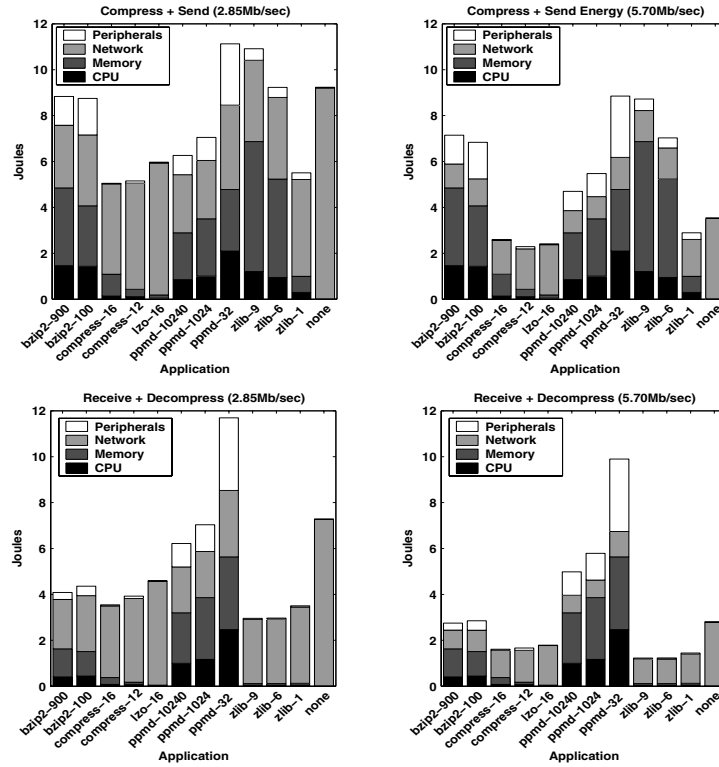 Compress + Send (2.85Mb/sec)
12
10
8
6
4
2
0
Joules
Peripherals
Network
Memory
CPU
bzip2-900
bzip2-100
compress-16
compress-12
lzo-16
ppmd-10240
ppmd-1024
ppmd-32
zlib-9
zlib-6
zlib-1
none
Application
Compress + Send Energy (5.70Mb/sec)
12
10
8
6
4
2
0
Joules
Peripherals
Network
Memory
CPU
bzip2-900
bzip2-100
compress-16
compress-12
lzo-16
ppmd-10240
ppmd-1024
ppmd-32
zlib-9
zlib-6
zlib-1
none
Application
Receive + Decompress (2.85Mb/sec)
12
10
8
6
4
2
0
Joules
Peripherals
Network
Memory
CPU
bzip2-900
bzip2-100
compress-16
compress-12
lzo-16
ppmd-10240
ppmd-1024
ppmd-32
zlib-9
zlib-6
zlib-1
none
Application
Receive + Decompress (5.70Mb/sec)
12
10
8
6
4
2
0
Joules
Peripherals
Network
Memory
CPU
bzip2-900
bzip2-100
compress-16
compress-12
lzo-16
ppmd-10240
ppmd-1024
ppmd-32
zlib-9
zlib-6
zlib-1
none
Application